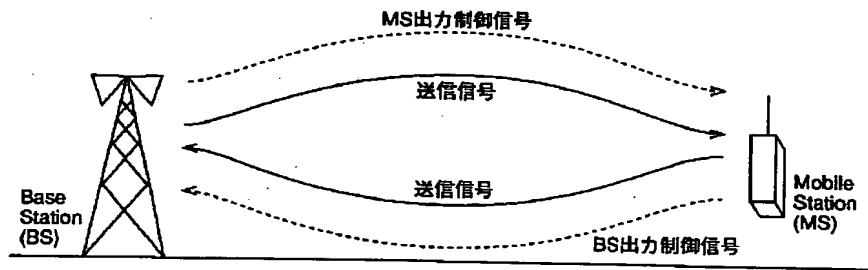 MS出力制御信号
送信信号
送信信号
BS出力制御信号
Base
Station
(BS)
Mobile
Station
(MS)